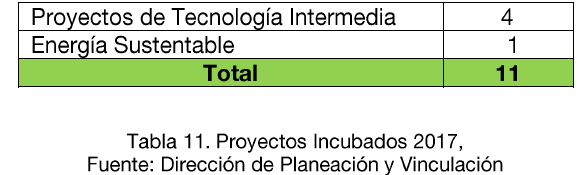 Proyectos de Tecnología Intermedia 4
Energía Sustentable 1
Total 11
Tabla 11. Proyectos Incubados 2017,
Fuente: Dirección de Planeación y Vinculación